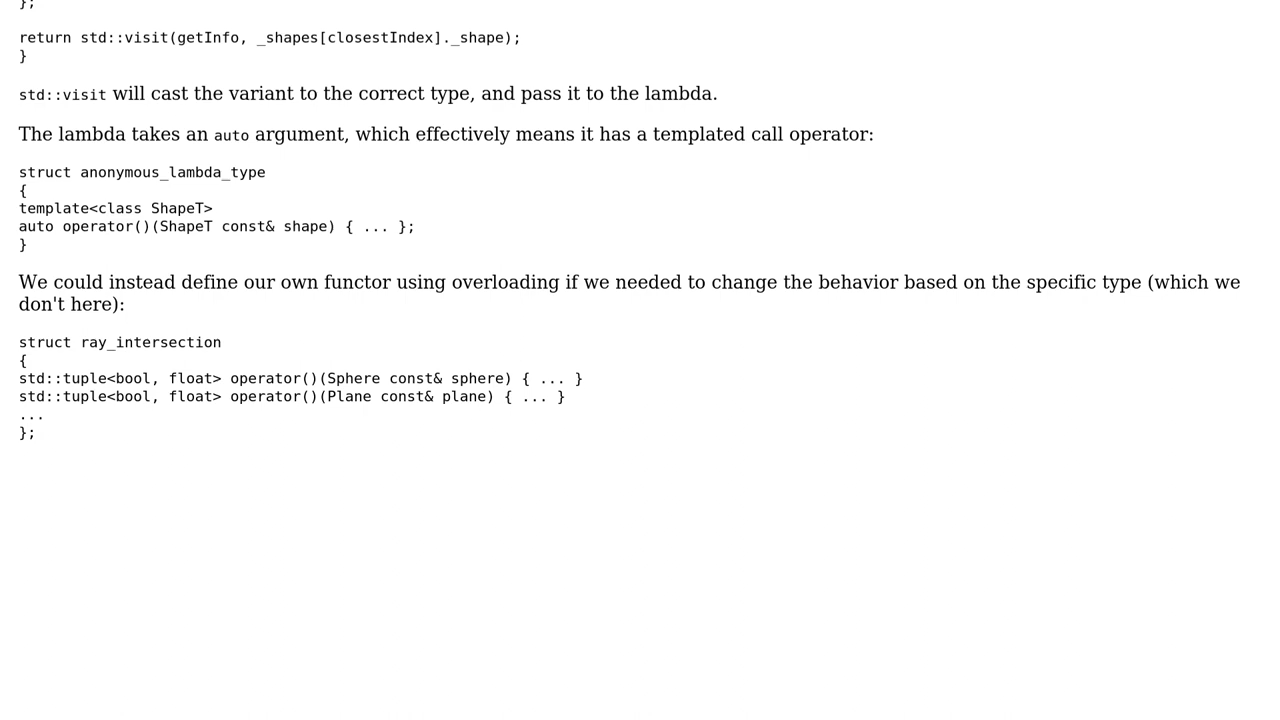 };
return std::visit(getInfo, _shapes[closestIndex]._shape);
}
std::visit will cast the variant to the correct type, and pass it to the lambda.
The lambda takes an auto argument, which effectively means it has a templated call operator:
struct anonymous_lambda_type
{
template<class ShapeT>
auto operator()(ShapeT const& shape) { ... };
}
We could instead define our own functor using overloading if we needed to change the behavior based on the specific type (which we
don't here):
struct ray_intersection
{
std::tuple<bool, float> operator()(Sphere const& sphere) { ... }
std::tuple<bool, float> operator()(Plane const& plane) { ... }
...
};